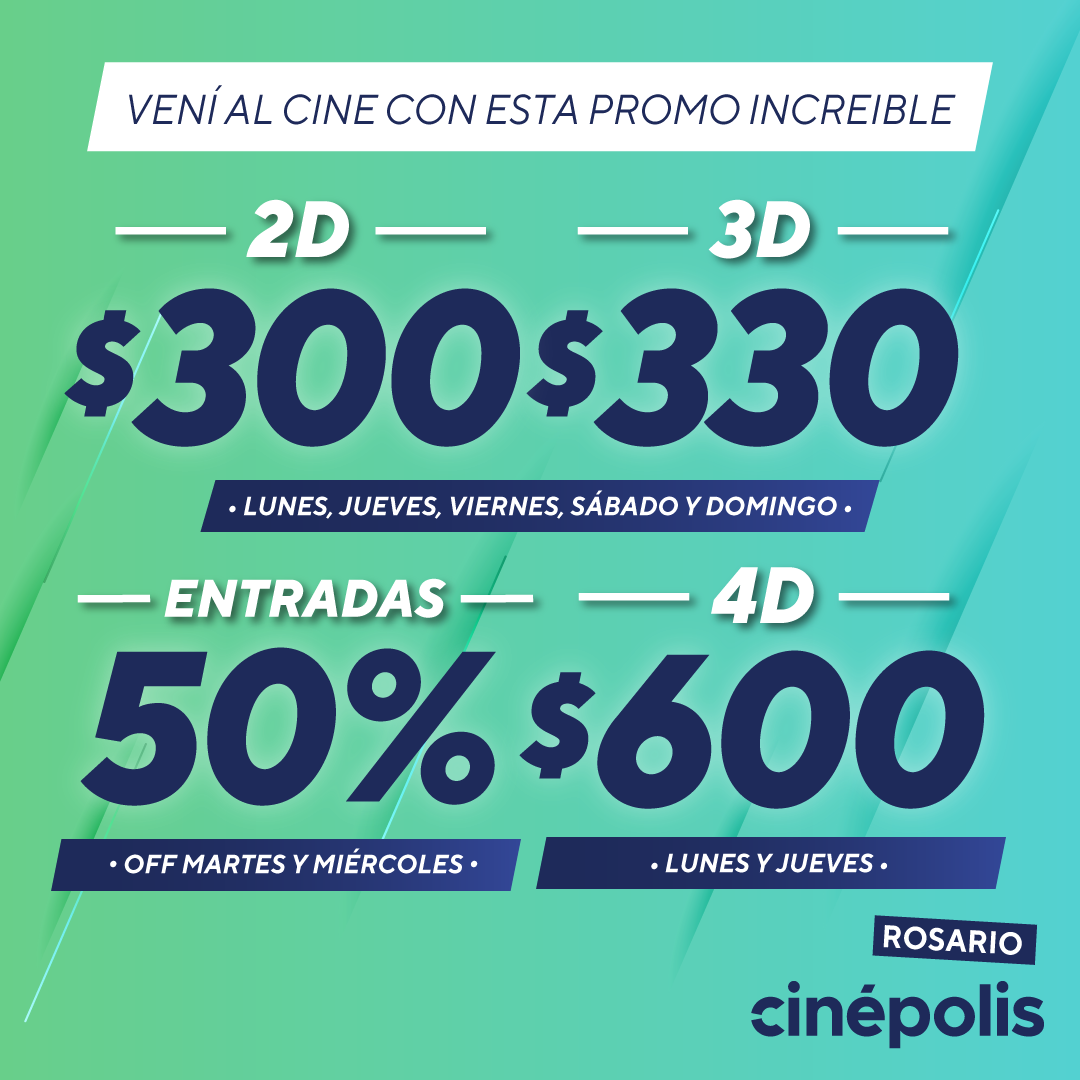 VENÍ AL CINE CON ESTA PROMO INCREIBLE
2D
$300
3D
$330
• LUNES, JUEVES, VIERNES, SÁBADO Y DOMINGO •
ENTRADAS
50%
• OFF MARTES Y MIÉRCOLES •
4D
$600
• LUNES Y JUEVES •
ROSARIO
cinépolis